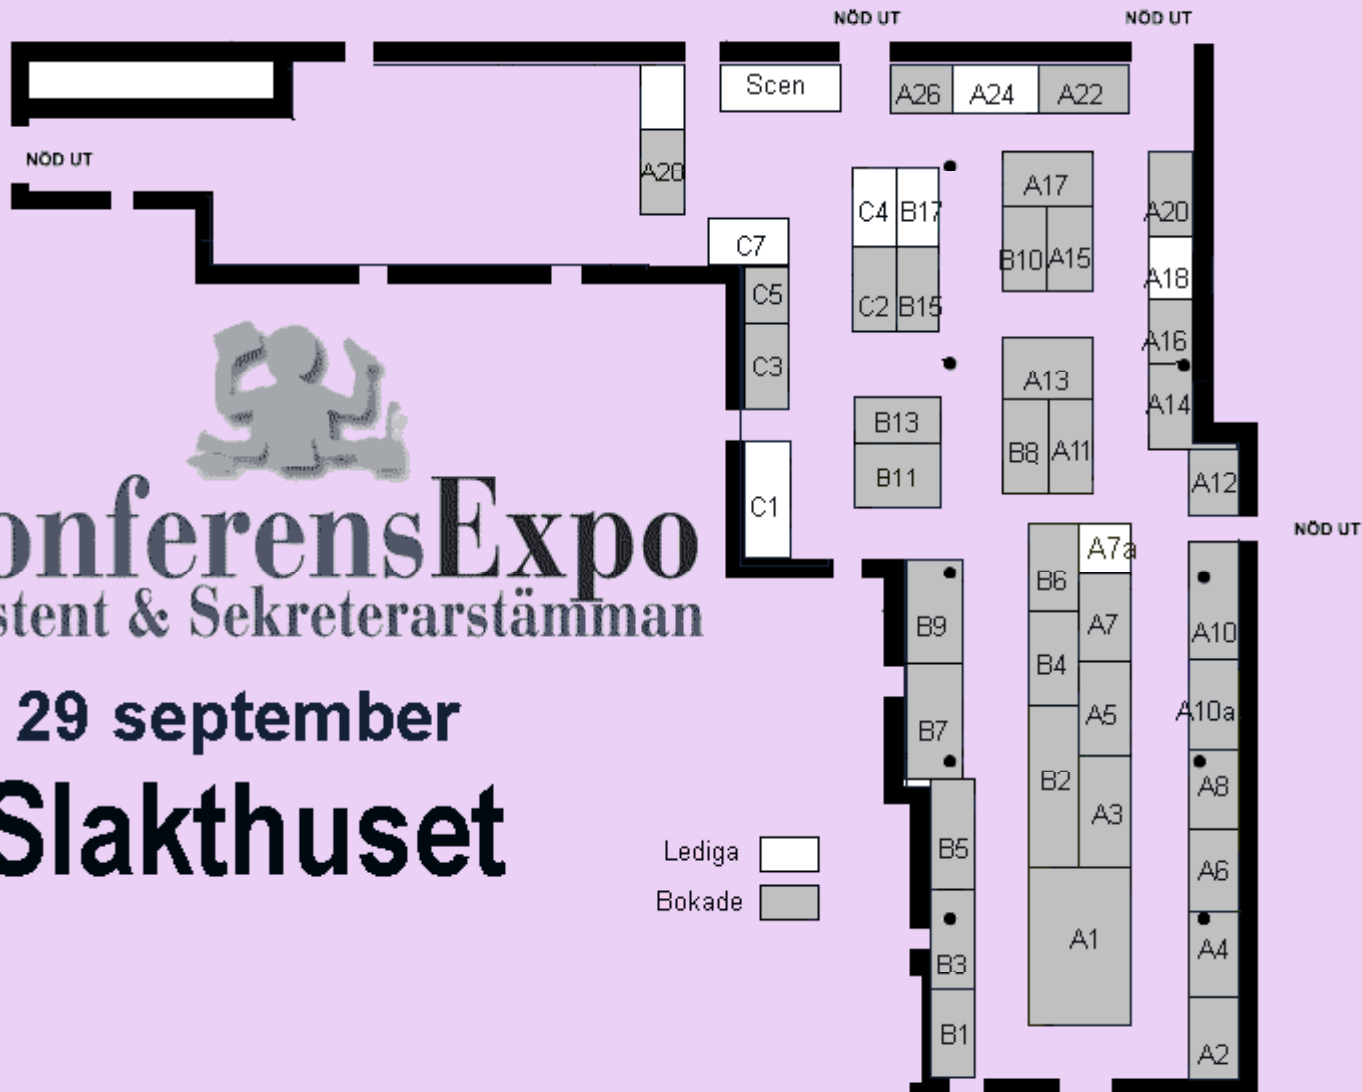 NÖD UT
NÖD UT
Scen
A26
A24
A22
NÖD UT
A20
A17
C4
B17
A20
C7
B10
A15
A18
C5
C2
B15
A16
C3
A13
A14
B13
B8
A11
B11
A12
C1
onferensExpo
NÖD UT
A7a
B6
stent & Sekreterarstämman
B9
A7
A10
B4
29 september
A5
A10a
B7
B2
A8
A3
Slakthuset
Lediga
B5
A6
Bokade
A1
A4
B3
B1
A2